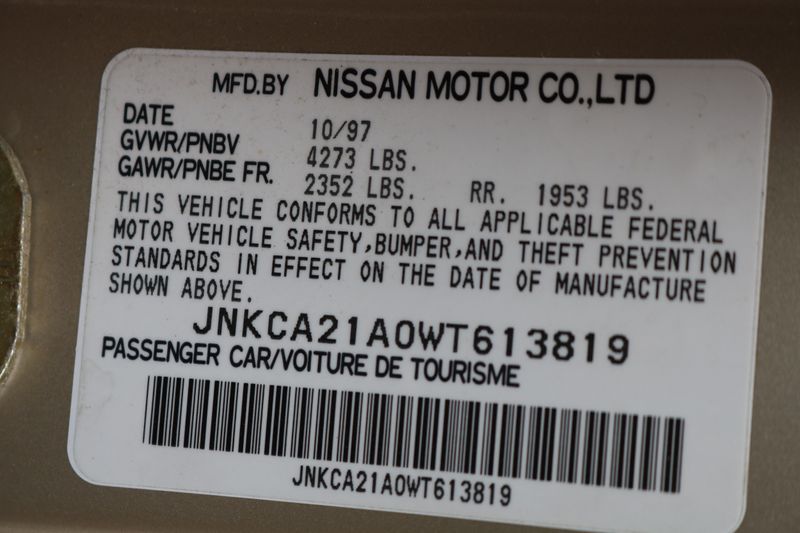 MFD.BY NISSAN MOTOR CO.,LTD
DATE 10/97
GVWR/PNBV 4273 LBS.
GAWR/PNBE FR. 2352 LBS. RR. 1953 LBS.
THIS VEHICLE CONFORMS TO ALL APPLICABLE FEDERAL
MOTOR VEHICLE SAFETY,BUMPER,AND THEFT PREVENTION
STANDARDS IN EFFECT ON THE DATE OF MANUFACTURE
SHOWN ABOVE.
JNKCA21A0WT613819
PASSENGER CAR/VOITURE DE TOURISME
JNKCA21A0WT613819